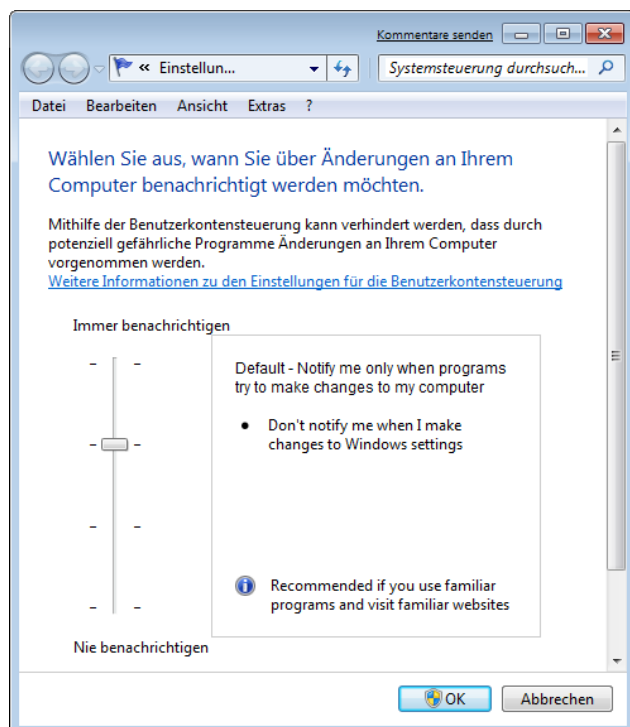 Kommentare senden
« Einstellun...
Systemsteuerung durchsuch...
Datei Bearbeiten Ansicht Extras ?
Wählen Sie aus, wann Sie über Änderungen an Ihrem
Computer benachrichtigt werden möchten.
Mithilfe der Benutzerkontensteuerung kann verhindert werden, dass durch
potenziell gefährliche Programme Änderungen an Ihrem Computer
vorgenommen werden.
Weitere Informationen zu den Einstellungen für die Benutzerkontensteuerung
Immer benachrichtigen
Default - Notify me only when programs
try to make changes to my computer
● Don't notify me when I make
changes to Windows settings
Recommended if you use familiar
programs and visit familiar websites
Nie benachrichtigen
OK Abbrechen